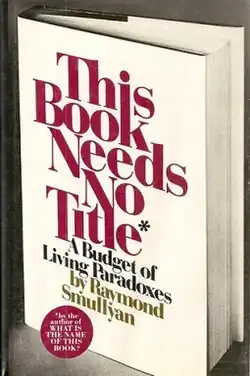 This
Book
Needs
No
Title*
A Budget of
Living Paradoxes
by Raymond
Smullyan
*by the
author of
WHAT IS
THE NAME
OF THIS
BOOK?